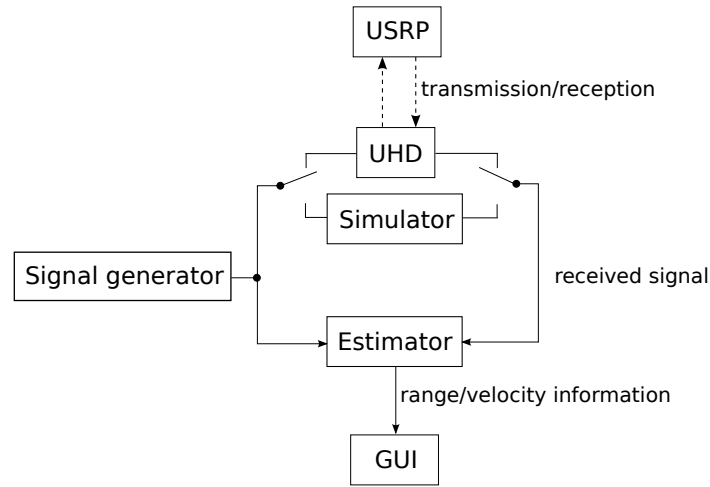 USRP
transmission/reception
UHD
Simulator
Signal generator
received signal
Estimator
range/velocity information
GUI